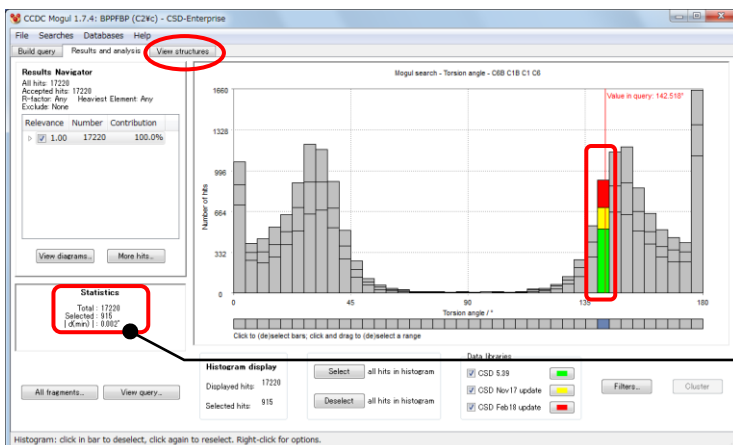 CCDC Mogul 1.7.4: BPPFBP (C2¥c) - CSD-Enterprise
File Searches Databases Help
Build query Results and analysis View structures
Results Navigator
All hits: 17220
Accepted hits: 17220
R-factor: Any Heaviest Element: Any
Exclude: None
Relevance Number Contribution
1.00 17220 100.0%
View diagrams... More hits...
Statistics
Total : 17220
Selected : 915
| d(min) | : 0.082°
All fragments... View query...
Mogul search - Torsion angle - C6B C1B C1 C6
Value in query: 142.518°
Number of hits
1660
1328
996
664
332
0
0 45 90 135 180
Torsion angle / °
Click to (de)select bars; click and drag to (de)select a range
Histogram display
Displayed hits: 17220
Selected hits: 915
Select all hits in histogram
Deselect all hits in histogram
Data libraries
CSD 5.39
CSD Nov17 update
CSD Feb18 update
Filters... Cluster
Histogram: click in bar to deselect, click again to reselect. Right-click for options.